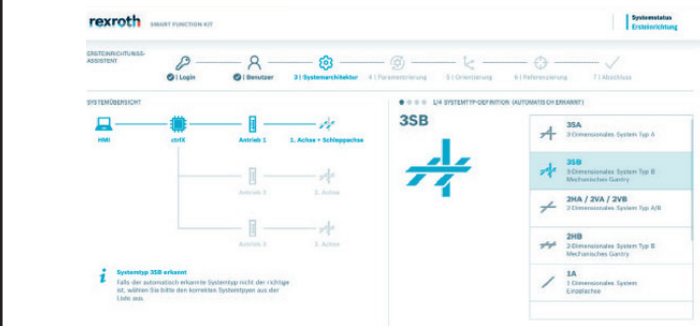 rexroth SMART FUNCTION KIT
Systemstatus
Ersteinrichtung
ERSTEINRICHTUNGS-
ASSISTENT
1 Login
2 Benutzer
3 | Systemarchitektur
4 | Parametrierung
5 | Orientierung
6 | Referenzierung
7 | Abschluss
SYSTEMÜBERSICHT
HMI
ctrlX
Antrieb 1
1. Achse + Schleppachse
Antrieb 2
2. Achse
Antrieb 3
3. Achse
Systemtyp 3SB erkannt
Falls der automatisch erkannte Systemtyp nicht der richtige
ist, wählen Sie bitte den korrekten Systemtypen aus der
Liste aus.
1/4 SYSTEMTYP-DEFINITION (AUTOMATISCH ERKANNT)
3SB
3SA
3-Dimensionales System Typ A
3SB
3-Dimensionales System Typ B
Mechanisches Gantry
2HA / 2VA / 2VB
2-Dimensionales System Typ A/B
2HB
2-Dimensionales System Typ B
Mechanisches Gantry
1A
1-Dimensionales System
Einzelachse